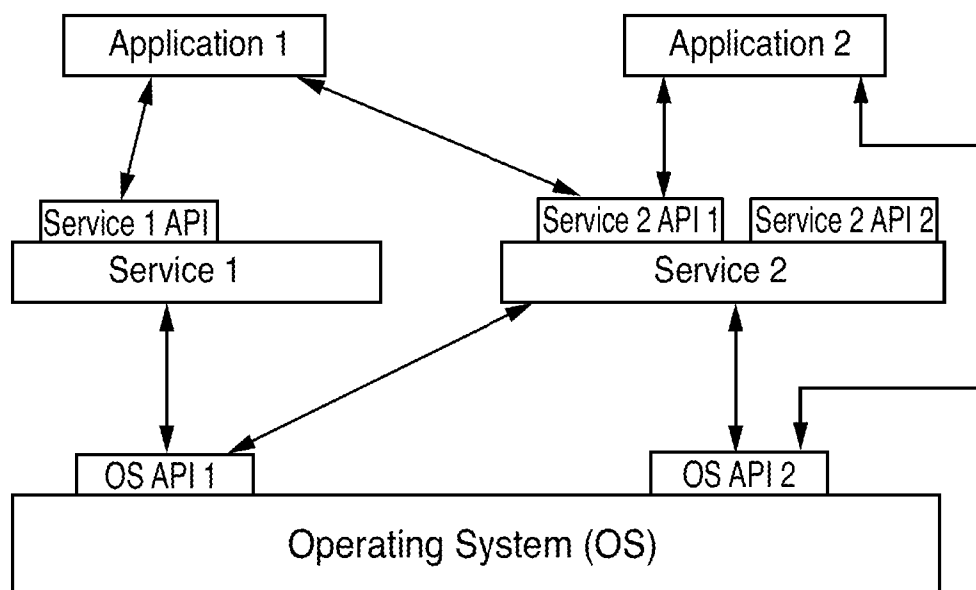 Application 1
Application 2
Service 1 API
Service 2 API 1
Service 2 API 2
Service 1
Service 2
OS API 1
OS API 2
Operating System (OS)